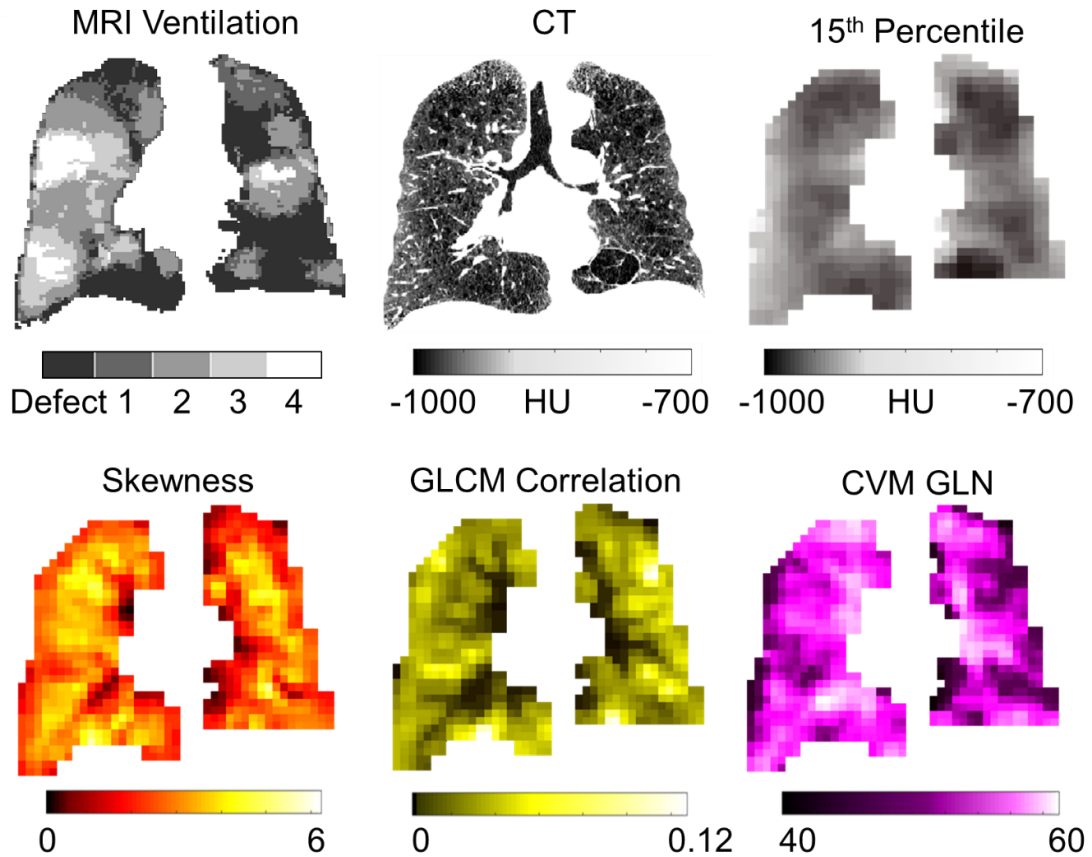 MRI Ventilation
CT
15th Percentile
Defect 1 2 3 4
-1000 HU -700
-1000 HU -700
Skewness
GLCM Correlation
CVM GLN
0 6
0 0.12
40 60